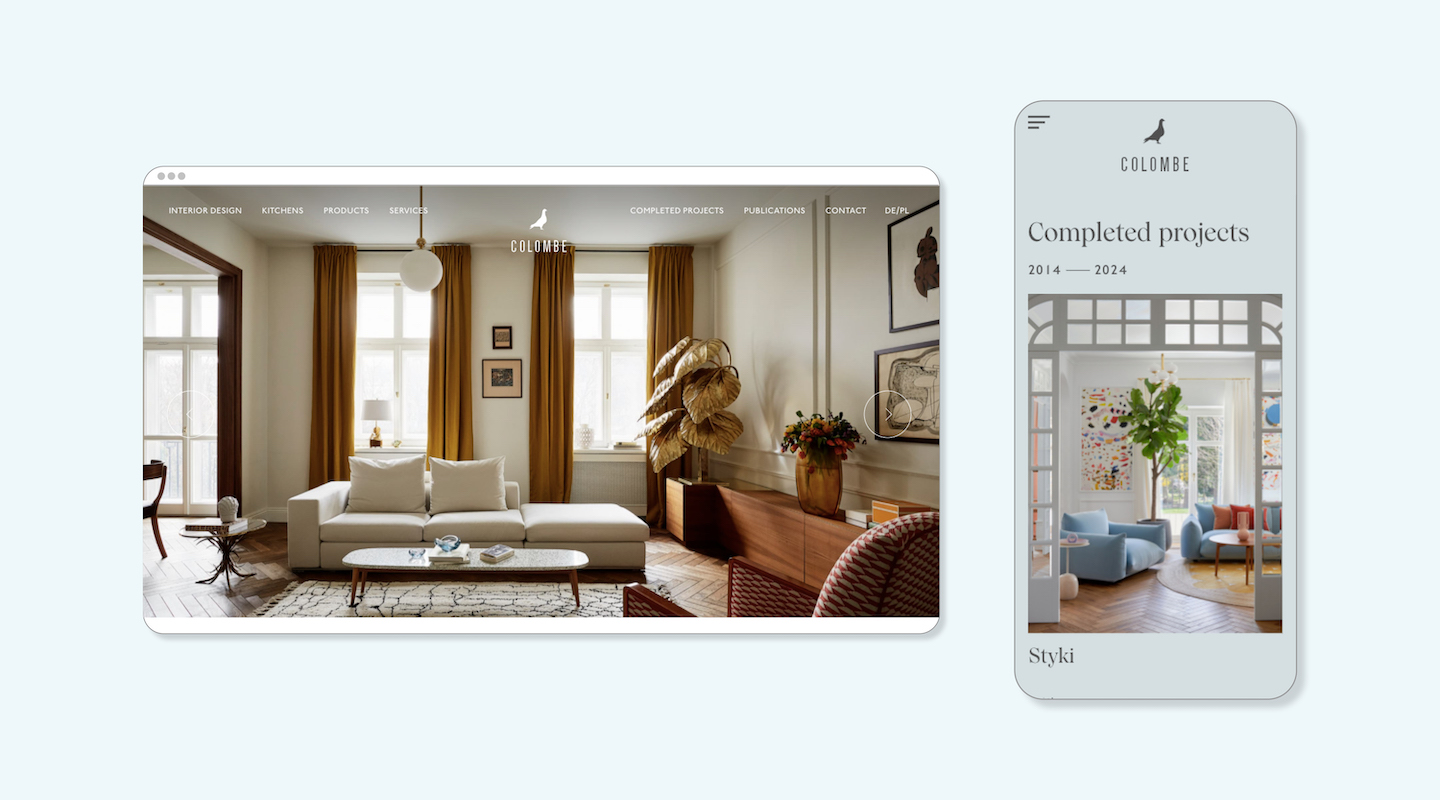 INTERIOR DESIGN KITCHENS PRODUCTS SERVICES COMPLETED PROJECTS PUBLICATIONS CONTACT DE/PL
COLOMBE
COLOMBE
Completed projects
2014 — 2024
Styki